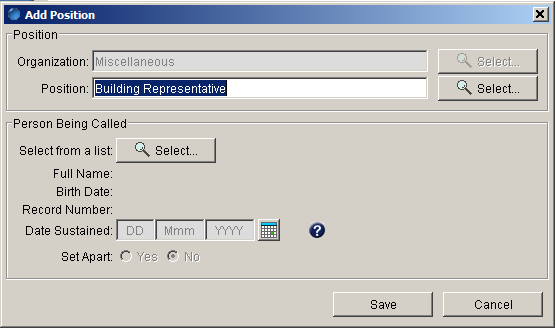 Add Position
Position
Organization: Miscellaneous Select...
Position: Building Representative Select...
Person Being Called
Select from a list: Select...
Full Name:
Birth Date:
Record Number:
Date Sustained: DD Mmm YYYY ?
Set Apart: Yes No
Save Cancel